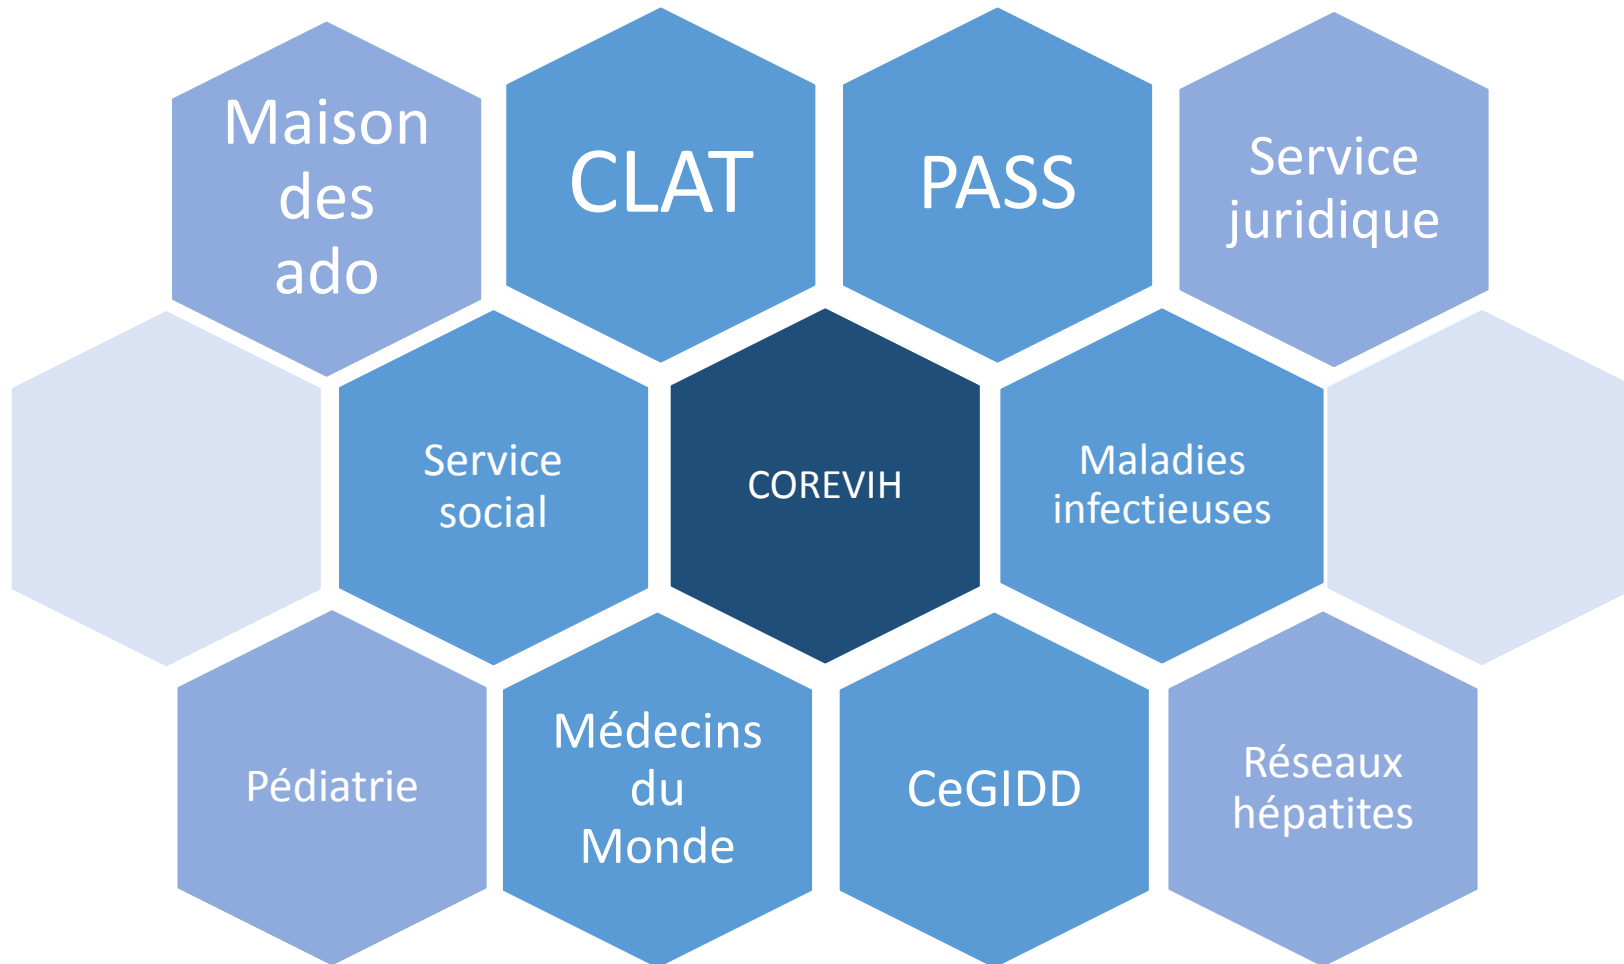 Maison
des
ado
CLAT
PASS
Service
juridique
Service
social
COREVIH
Maladies
infectieuses
Pédiatrie
Médecins
du
Monde
CeGIDD
Réseaux
hépatites